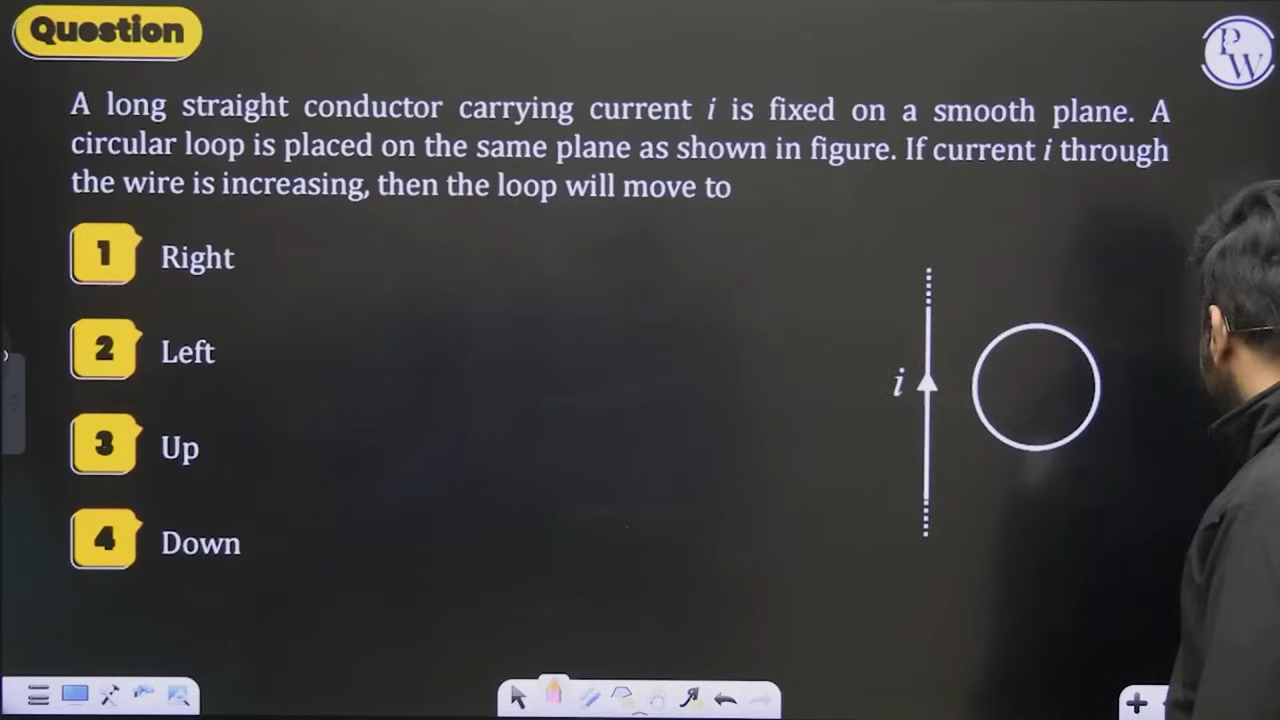 Question
PW
A long straight conductor carrying current i is fixed on a smooth plane. A
circular loop is placed on the same plane as shown in figure. If current i through
the wire is increasing, then the loop will move to
1 Right
2 Left
3 Up
4 Down
i